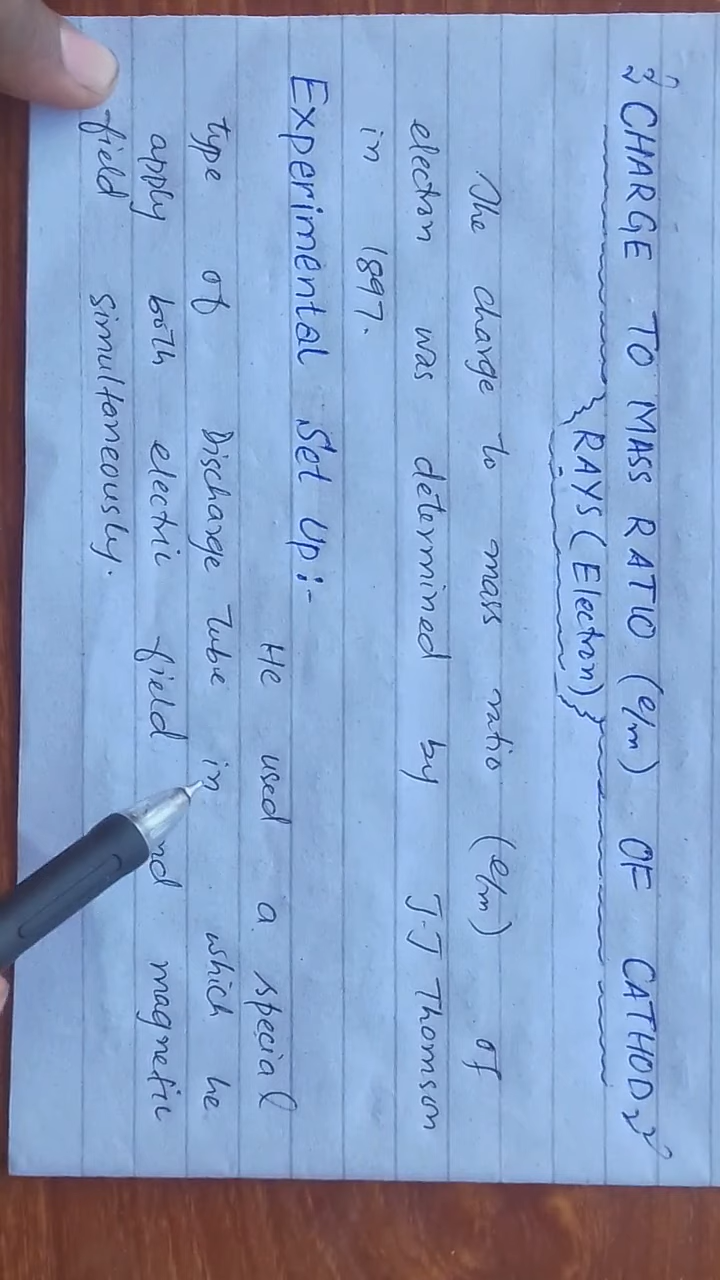 CHARGE TO MASS RATIO (e/m) OF CATHOD
RAYS (Electron)
The charge to mass ratio (e/m) of
electron was determined by J.J Thomson
in 1897.
Experimental Set Up:-
He used a special
type of Discharge Tube in which he
apply both electric field and magnetic
field simultaneously.